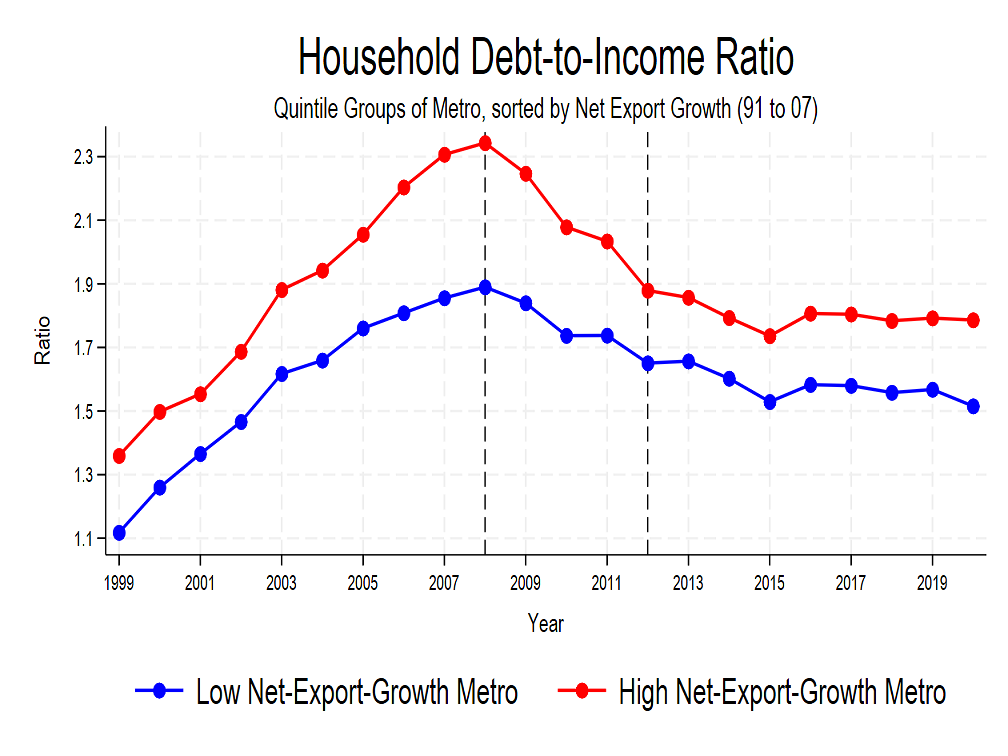 Household Debt-to-Income Ratio
Quintile Groups of Metro, sorted by Net Export Growth (91 to 07)
2.3
2.1
1.9
1.7
1.5
1.3
1.1
Ratio
1999 2001 2003 2005 2007 2009 2011 2013 2015 2017 2019
Year
Low Net-Export-Growth Metro High Net-Export-Growth Metro